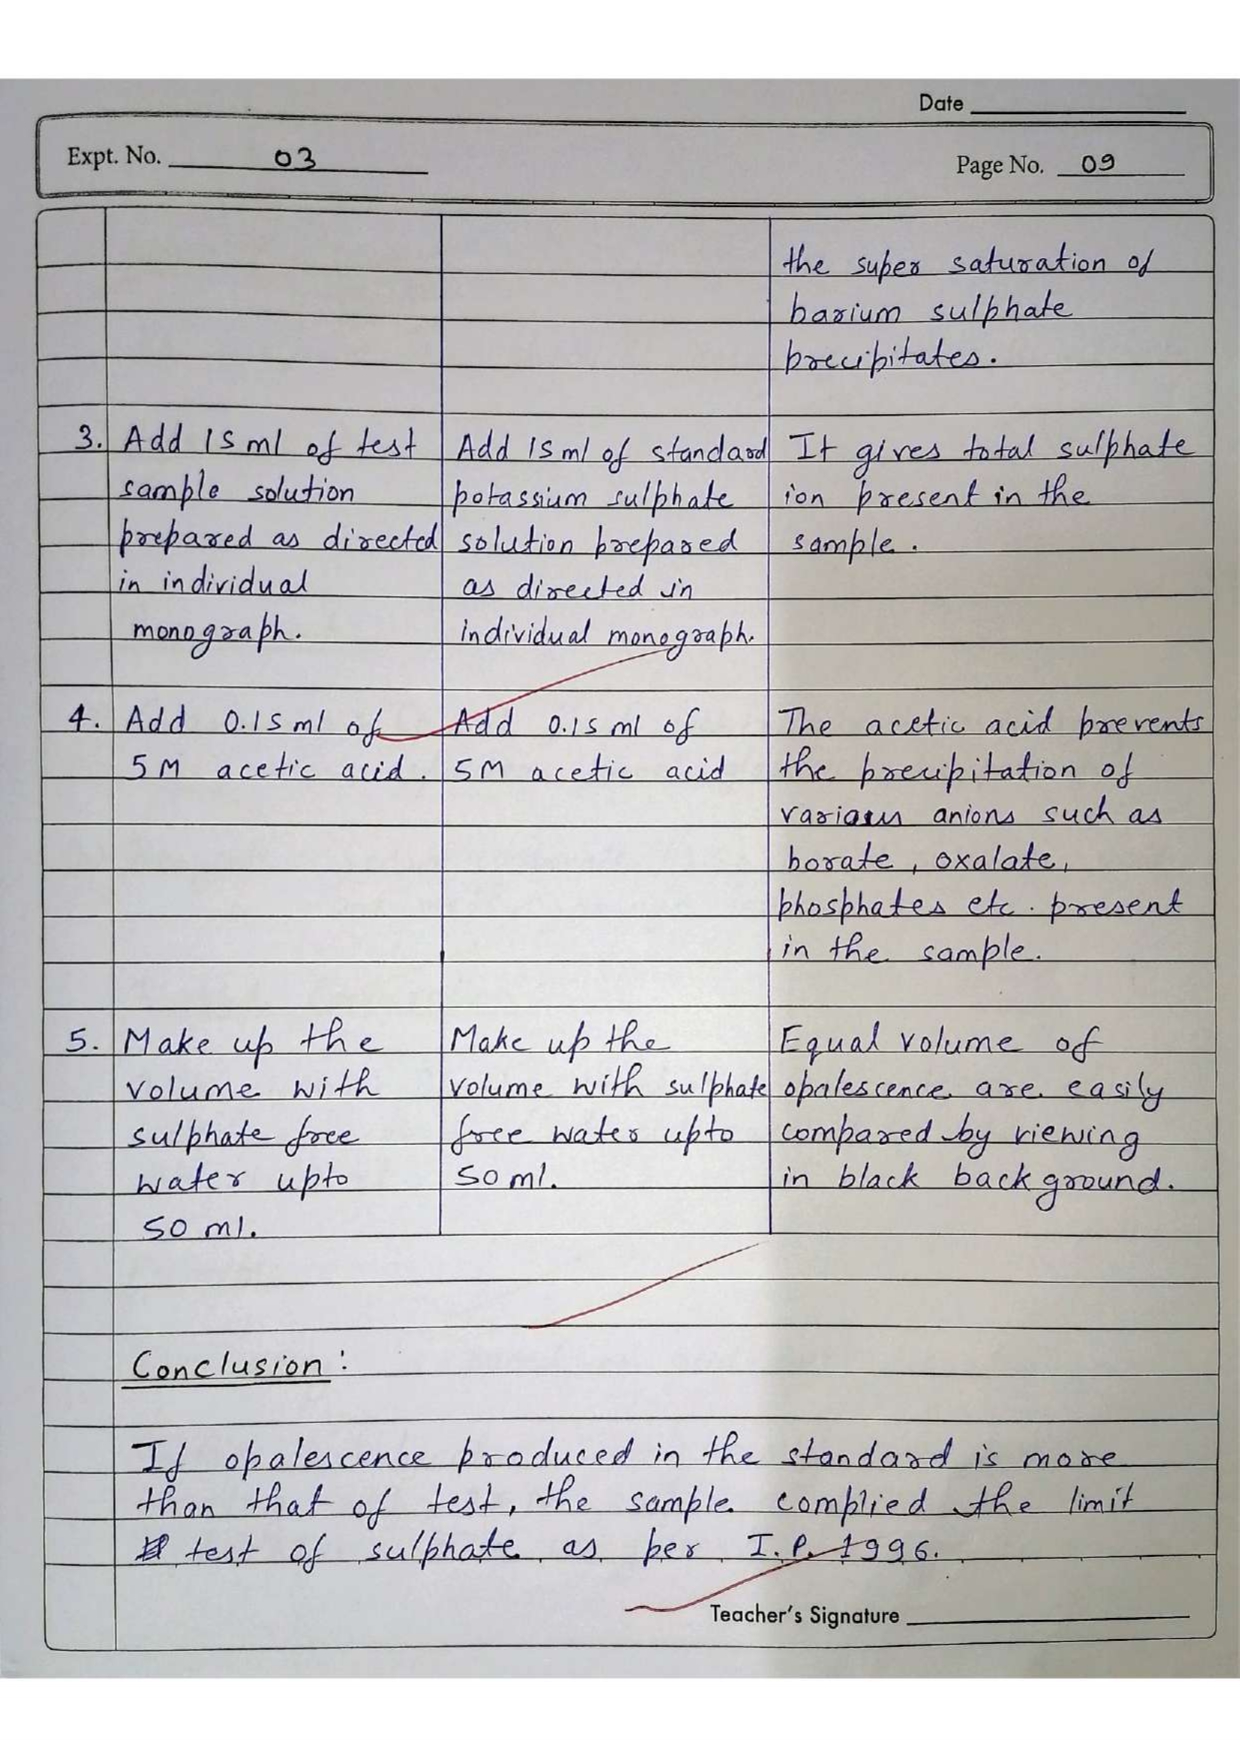 Date
Expt. No. 03
Page No. 09
the super saturation of
barium sulphate
precipitates.
3. Add 15 ml of test
sample solution
prepared as directed
in individual
monograph.
Add 15 ml of standard
potassium sulphate
solution prepared
as directed in
individual monograph.
It gives total sulphate
ion present in the
sample.
4. Add 0.15 ml of
5M acetic acid.
Add 0.15 ml of
5M acetic acid
The acetic acid prevents
the precipitation of
various anions such as
borate, oxalate,
phosphates etc. present
in the sample.
5. Make up the
volume with
sulphate free
water upto
50 ml.
Make up the
volume with sulphate
free water upto
50 ml.
Equal volume of
opalescence are easily
compared by viewing
in black back ground.
Conclusion:
If opalescence produced in the standard is more
than that of test, the sample complied the limit
test of sulphate as per I.P. 1996.
Teacher's Signature